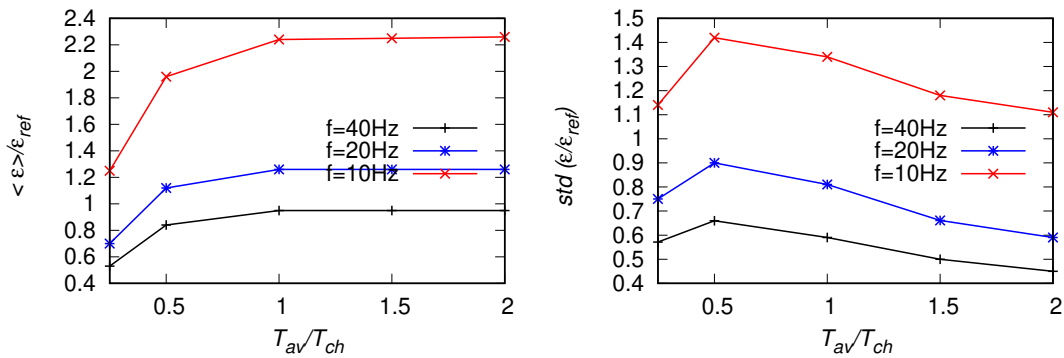 2.4
2.2
2
1.8
1.6
1.4
1.2
1
0.8
0.6
0.4
< ε>/ε_ref
f=40Hz
f=20Hz
f=10Hz
0.5 1 1.5 2
T_av/T_ch
1.5
1.4
1.3
1.2
1.1
1
0.9
0.8
0.7
0.6
0.5
0.4
std (ε/ε_ref)
f=40Hz
f=20Hz
f=10Hz
0.5 1 1.5 2
T_av/T_ch